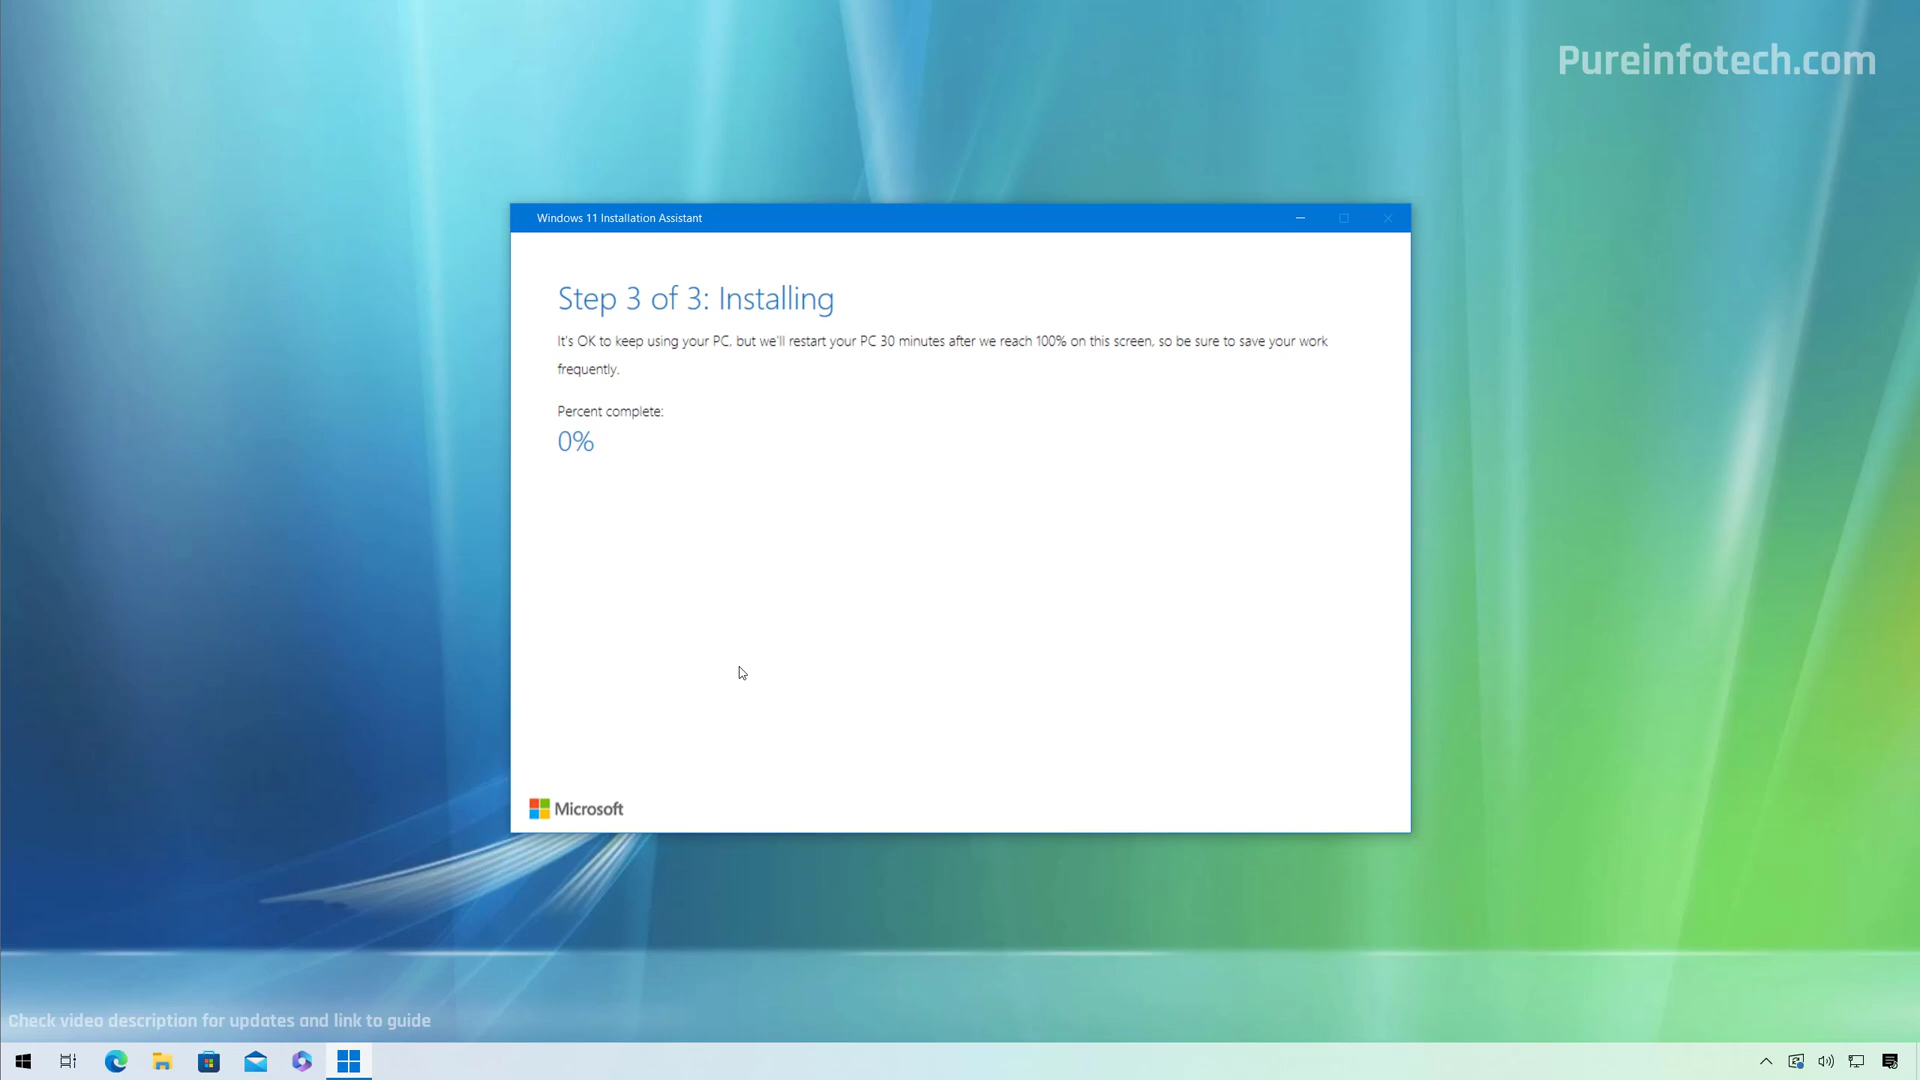 Pureinfotech.com
Windows 11 Installation Assistant
Step 3 of 3: Installing
It's OK to keep using your PC, but we'll restart your PC 30 minutes after we reach 100% on this screen, so be sure to save your work
frequently.
Percent complete:
0%
Microsoft
Check video description for updates and link to guide